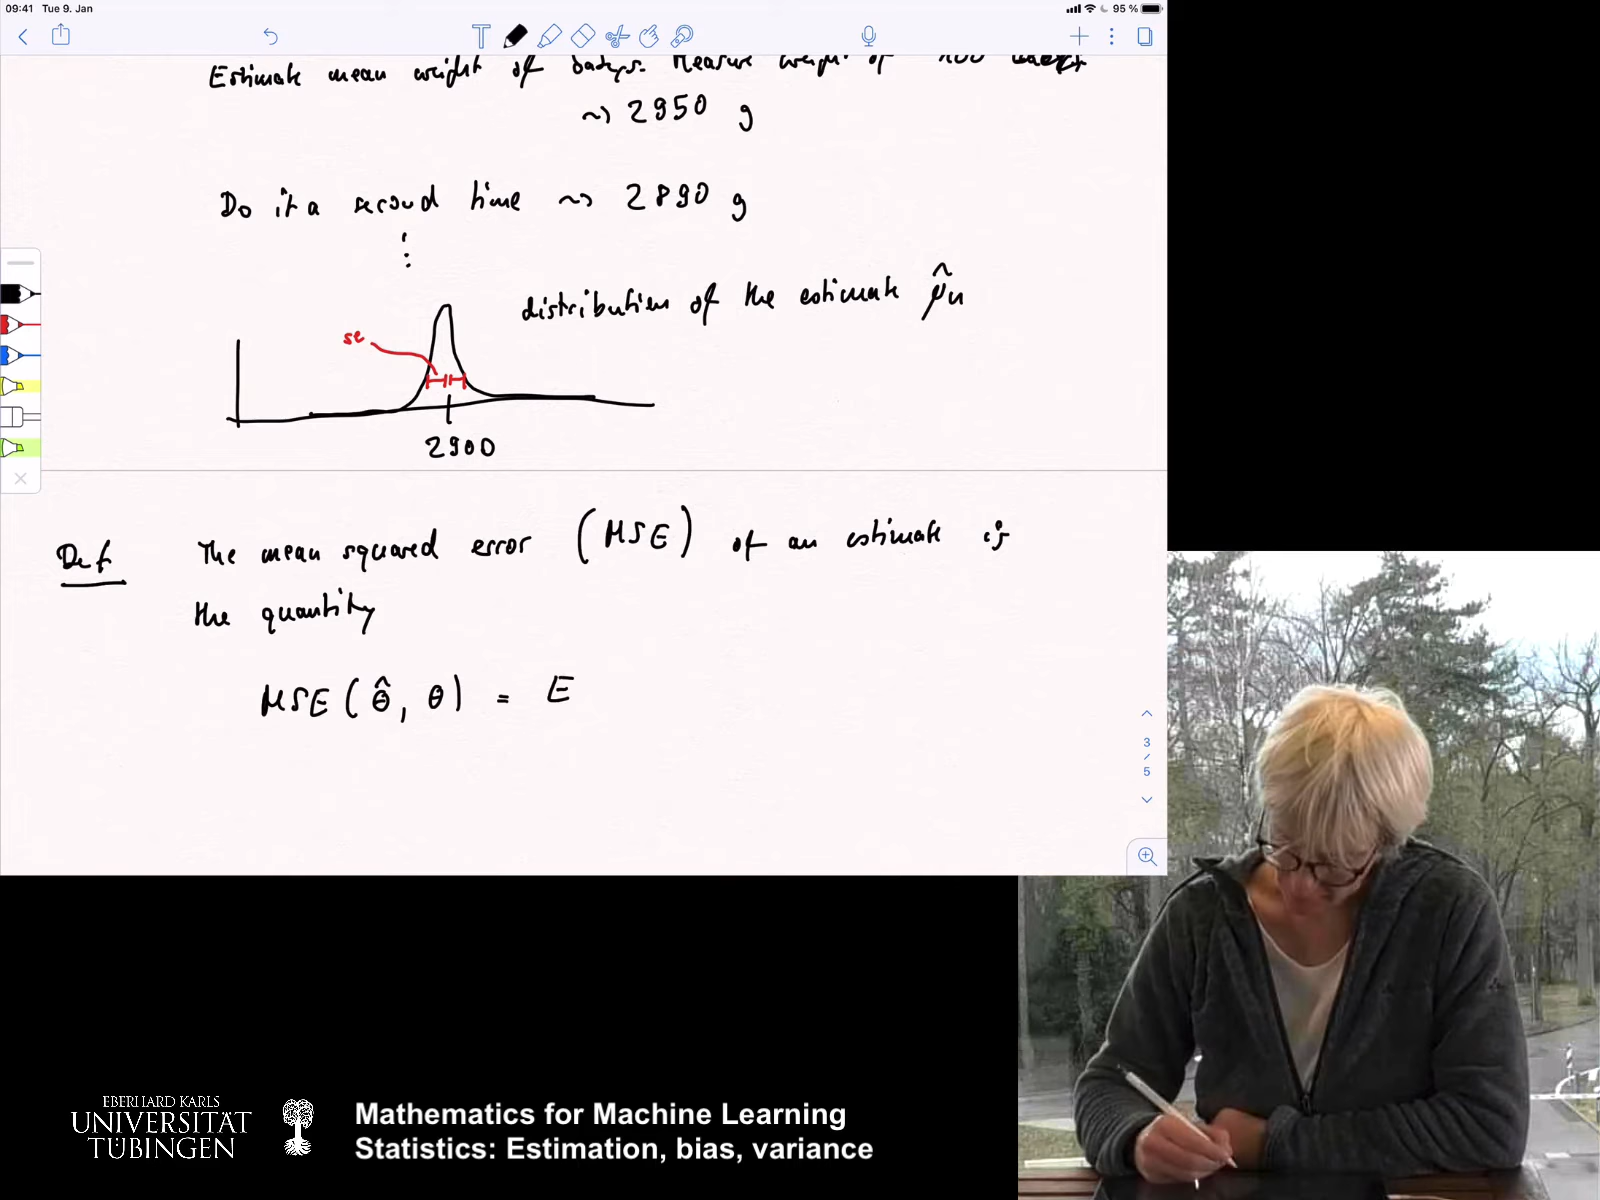 09:41 Tue 9. Jan
95 %
Estimate mean weight of babys. Measure weight of 100
~> 2950 g
Do it a second time ~> 2890 g
⋮
distribution of the estimate μ̂n
se
2900
Def The mean squared error (MSE) of an estimate is
the quantity
MSE(θ̂, θ) = E
3
/
5
EBERHARD KARLS
UNIVERSITÄT
TÜBINGEN
Mathematics for Machine Learning
Statistics: Estimation, bias, variance